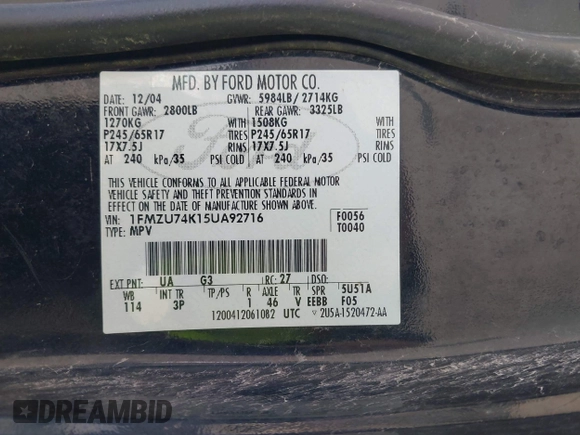 MFD. BY FORD MOTOR CO.
DATE: 12/04 GVWR: 5984LB/ 2714KG
FRONT GAWR: 2800LB REAR GAWR: 3325LB
1270KG WITH 1508KG WITH
P245/65R17 TIRES P245/65R17 TIRES
17X7.5J RIMS 17X7.5J RIMS
AT 240 kPa/35 PSI COLD AT 240 kPa/35 PSI COLD
THIS VEHICLE CONFORMS TO ALL APPLICABLE FEDERAL MOTOR
VEHICLE SAFETY AND THEFT PREVENTION STANDARDS IN
EFFECT ON THE DATE OF MANUFACTURE SHOWN ABOVE.
VIN: 1FMZU74K15UA92716 F0056
TYPE: MPV T0040
EXT PNT: UA G3 RC: 27 DSO:
WB INT TR TP/PS R AXLE TR SPR 5U51A
114 3P 1 46 V EEBB F05
1200412061082 UTC 2U5A-1520472-AA
Ford
DREAMBID